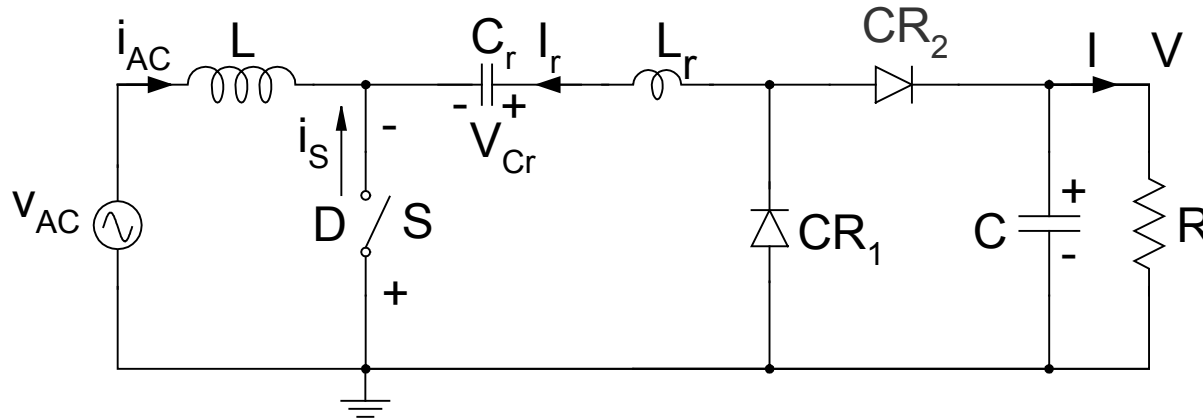 i_AC
L
C_r
I_r
L_r
CR_2
I
V
-
+
V_Cr
i_S
-
v_AC
D
S
+
CR_1
C
+
-
R